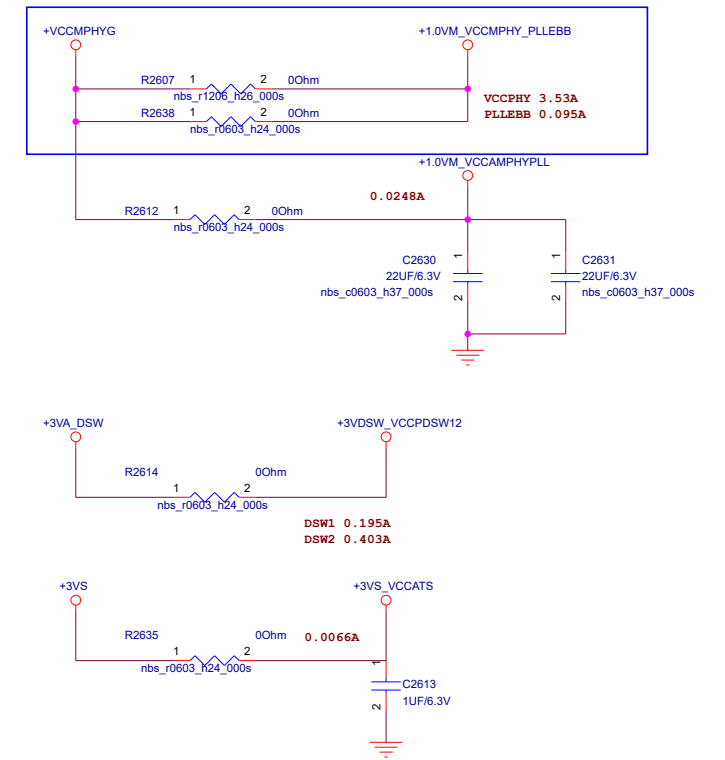 +VCCMPHYG
+1.0VM_VCCMPHY_PLLEBB
R2607 1 2 0Ohm
nbs_r1206_h26_000s
R2638 1 2 0Ohm
nbs_r0603_h24_000s
VCCPHY 3.53A
PLLEBB 0.095A
+1.0VM_VCCAMPHYPLL
0.0248A
R2612 1 2 0Ohm
nbs_r0603_h24_000s
1
C2630
22UF/6.3V
nbs_c0603_h37_000s
2
1
C2631
22UF/6.3V
nbs_c0603_h37_000s
2
+3VA_DSW
+3VDSW_VCCPDSW12
R2614 0Ohm
1 2
nbs_r0603_h24_000s
DSW1 0.195A
DSW2 0.403A
+3VS
+3VS_VCCATS
R2635 0Ohm
0.0066A
1 2
nbs_r0603_h24_000s
1
C2613
1UF/6.3V
2